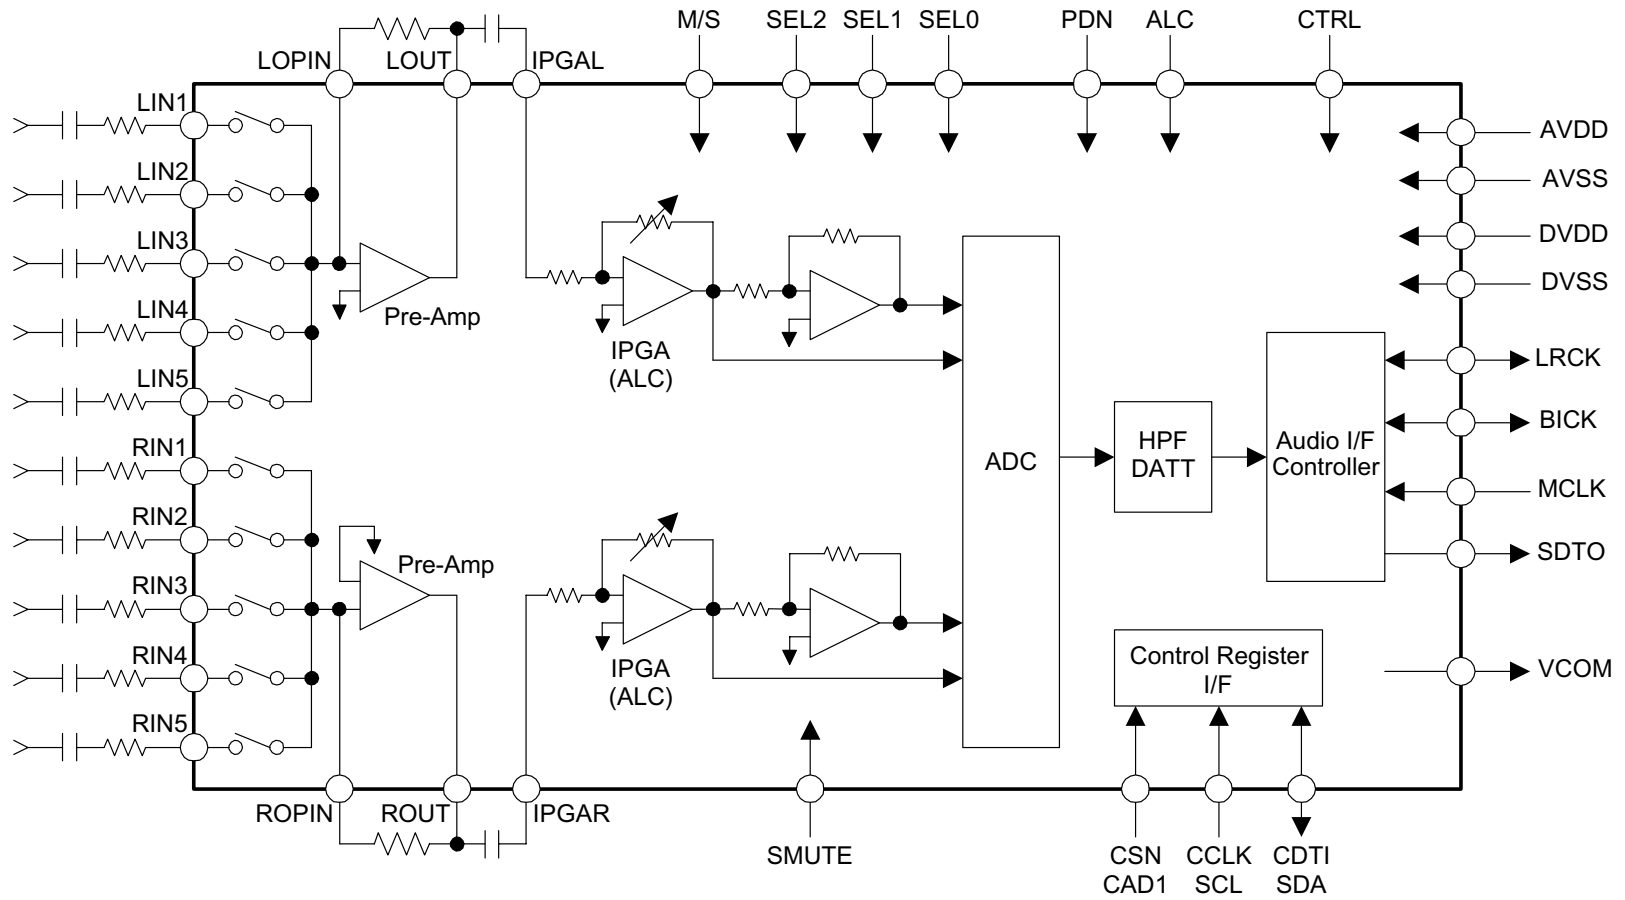 M/S SEL2 SEL1 SEL0 PDN ALC CTRL
LOPIN LOUT IPGAL
LIN1
LIN2
LIN3
LIN4
LIN5
RIN1
RIN2
RIN3
RIN4
RIN5
Pre-Amp
Pre-Amp
IPGA
(ALC)
IPGA
(ALC)
ADC
HPF
DATT
Audio I/F
Controller
Control Register
I/F
AVDD
AVSS
DVDD
DVSS
LRCK
BICK
MCLK
SDTO
VCOM
ROPIN ROUT IPGAR
SMUTE
CSN
CAD1
CCLK
SCL
CDTI
SDA